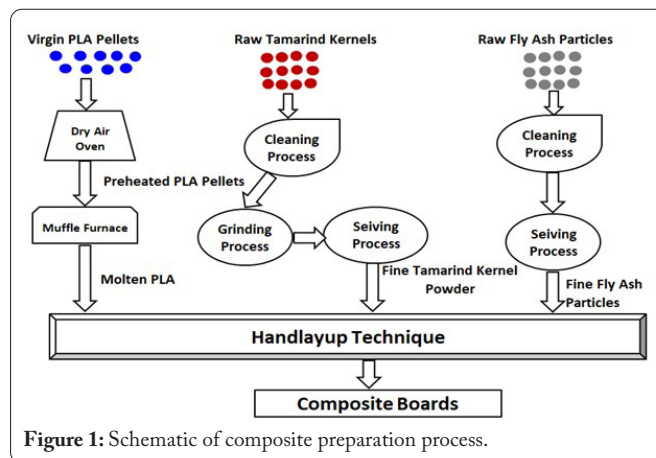 Virgin PLA Pellets
Raw Tamarind Kernels
Raw Fly Ash Particles
Dry Air
Oven
Cleaning
Process
Cleaning
Process
Preheated PLA Pellets
Muffle Furnace
Grinding
Process
Seiving
Process
Seiving
Process
Molten PLA
Fine Tamarind Kernel
Powder
Fine Fly Ash
Particles
Handlayup Technique
Composite Boards
Figure 1: Schematic of composite preparation process.